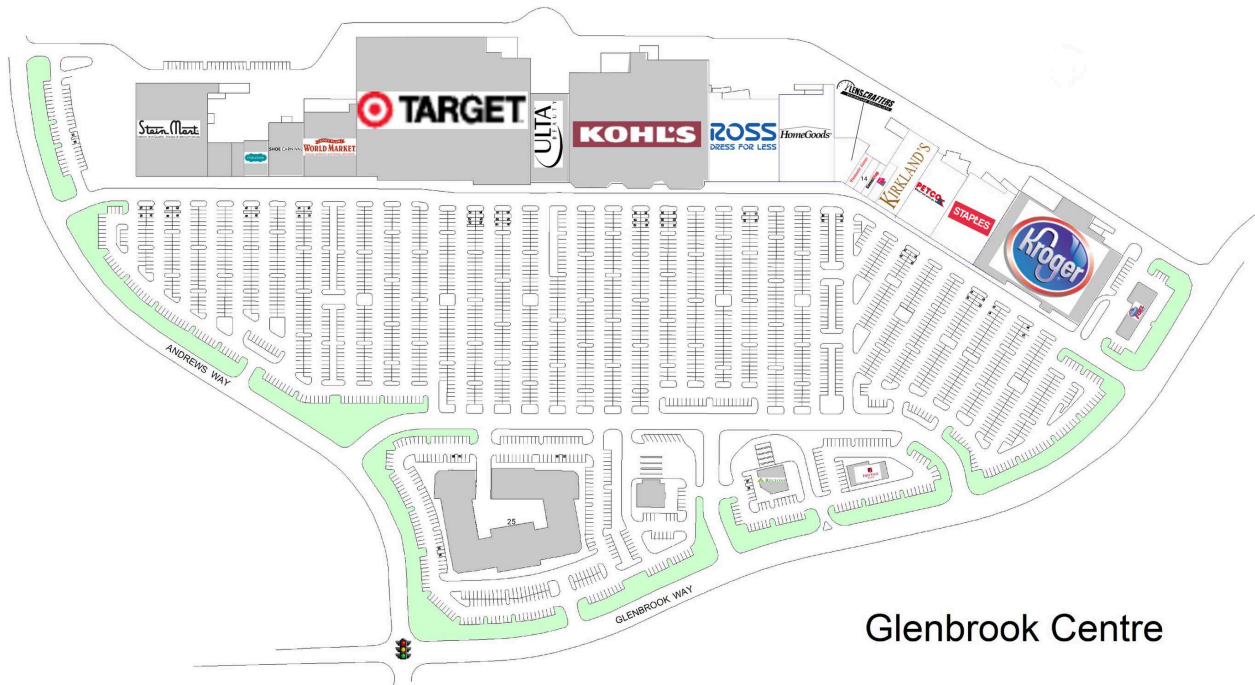 Stein Mart
SHOE CARNIVAL
WORLD MARKET
TARGET
ULTA
BEAUTY
KOHL'S
ROSS
DRESS FOR LESS
HomeGoods
LENSCRAFTERS
14
KIRKLAND'S
PETCO
STAPLES
Kroger
ANDREWS WAY
25
GLENBROOK WAY
Glenbrook Centre